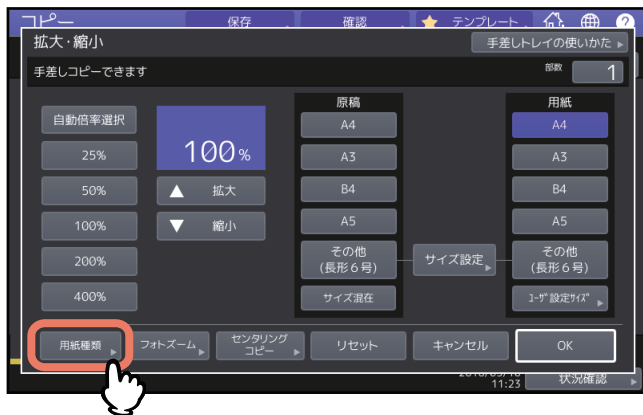 コピー
保存
確認
テンプレート
拡大・縮小
手差しトレイの使いかた
手差しコピーできます
部数
1
原稿
用紙
自動倍率選択
100%
A4
A4
25%
A3
A3
50%
拡大
B4
B4
100%
縮小
A5
A5
200%
その他
(長形6号)
サイズ設定
その他
(長形6号)
400%
サイズ混在
ﾕｰｻﾞ設定ｻｲｽﾞ
用紙種類
フォトズーム
センタリング
コピー
リセット
キャンセル
OK
11:23
状況確認